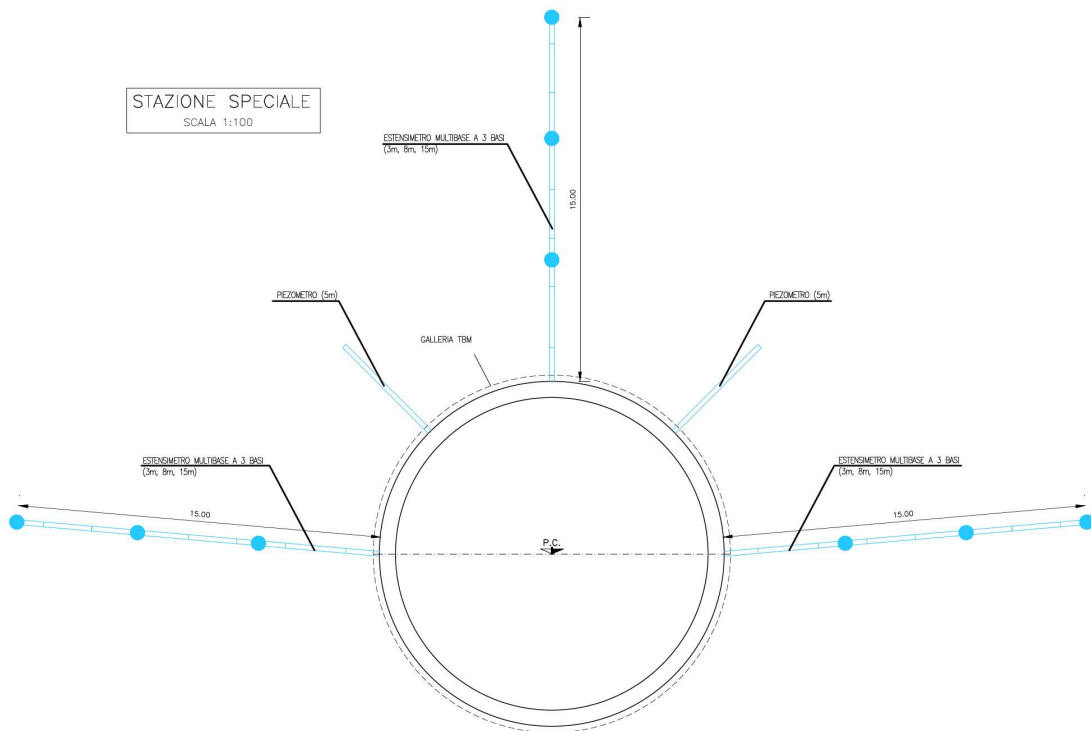 STAZIONE SPECIALE
SCALA 1:100
ESTENSIMETRO MULTIBASE A 3 BASI
(3m, 8m, 15m)
15.00
PIEZOMETRO (5m)
PIEZOMETRO (5m)
GALLERIA TBM
ESTENSIMETRO MULTIBASE A 3 BASI
(3m, 8m, 15m)
ESTENSIMETRO MULTIBASE A 3 BASI
(3m, 8m, 15m)
15.00
15.00
P.C.